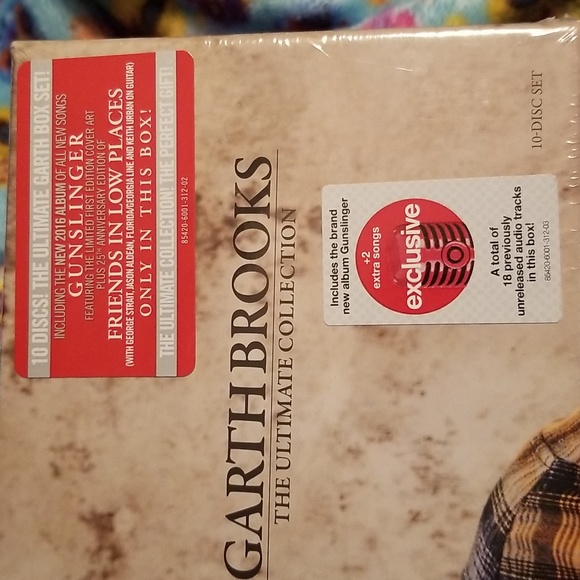 10 DISCS! THE ULTIMATE GARTH BOX SET!
INCLUDING THE NEW 2016 ALBUM OF ALL NEW SONGS
GUNSLINGER
FEATURING THE LIMITED FIRST EDITION COVER ART
PLUS 25TH ANNIVERSARY EDITION OF
FRIENDS IN LOW PLACES
(WITH GEORGE STRAIT, JASON ALDEAN, FLORIDA/GEORGIA LINE AND KEITH URBAN ON GUITAR)
ONLY IN THIS BOX!
THE ULTIMATE COLLECTION! THE PERFECT GIFT!
85420-6001-312-02
GARTH BROOKS
THE ULTIMATE COLLECTION
Includes the brand
new album Gunslinger
+2
extra songs
exclusive
A total of
18 previously
unreleased audio tracks
in this box!
85420-6001-312-03
10-DISC SET